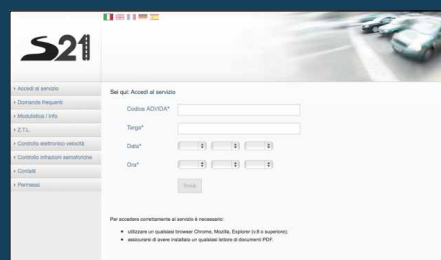 S21
Accedi al servizio
Domande frequenti
Modulistica / Info
Z.T.L.
Controllo elettronico velocità
Controllo infrazioni semaforiche
Contatti
Permessi
Sei qui: Accedi al servizio
Codice AOI/IDA*
Targa*
Data*
Ora*
Invia
Per accedere correttamente al servizio è necessario:
utilizzare un qualsiasi browser Chrome, Mozilla, Explorer (v.8 o superiore);
assicurarsi di avere installato un qualsiasi lettore di documenti PDF.